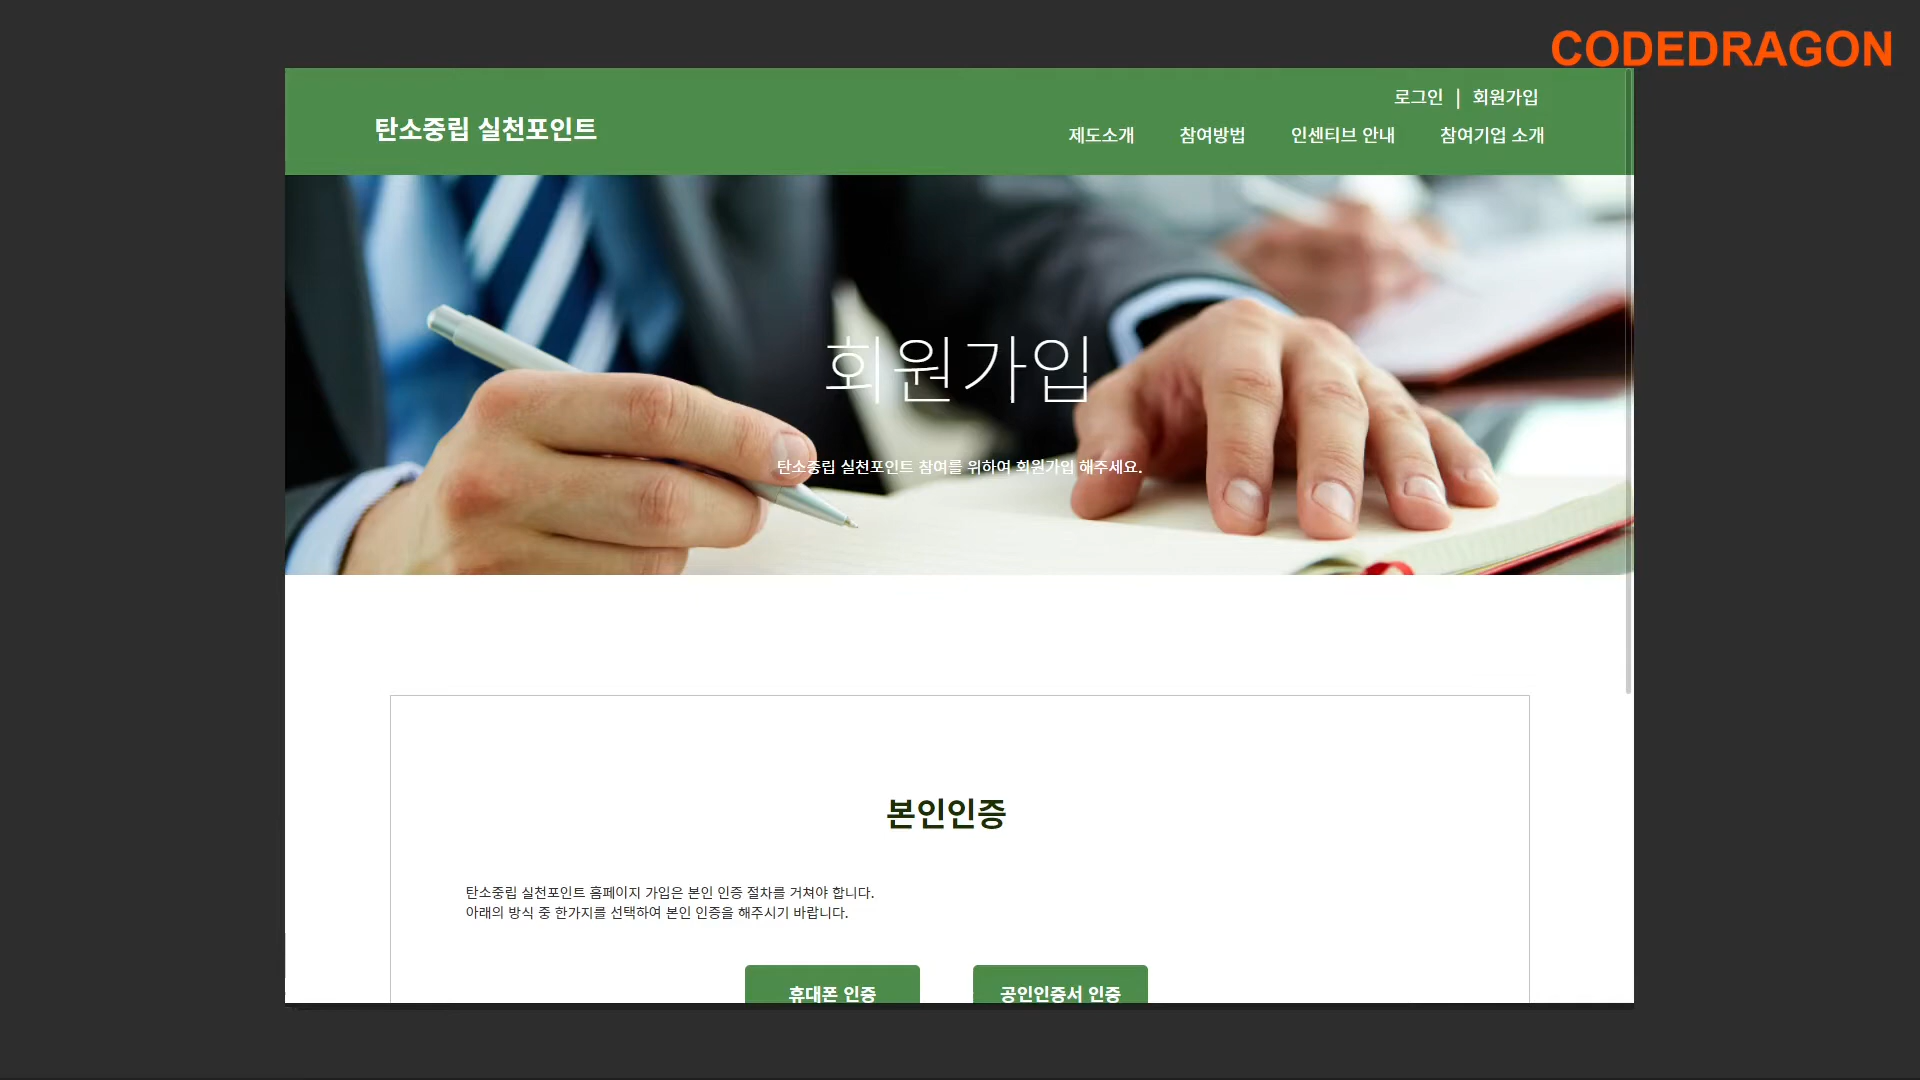 CODEDRAGON
로그인 | 회원가입
탄소중립 실천포인트
제도소개 참여방법 인센티브 안내 참여기업 소개
회원가입
탄소중립 실천포인트 참여를 위하여 회원가입 해주세요.
본인인증
탄소중립 실천포인트 홈페이지 가입은 본인 인증 절차를 거쳐야 합니다.
아래의 방식 중 한가지를 선택하여 본인 인증을 해주시기 바랍니다.
휴대폰 인증 공인인증서 인증